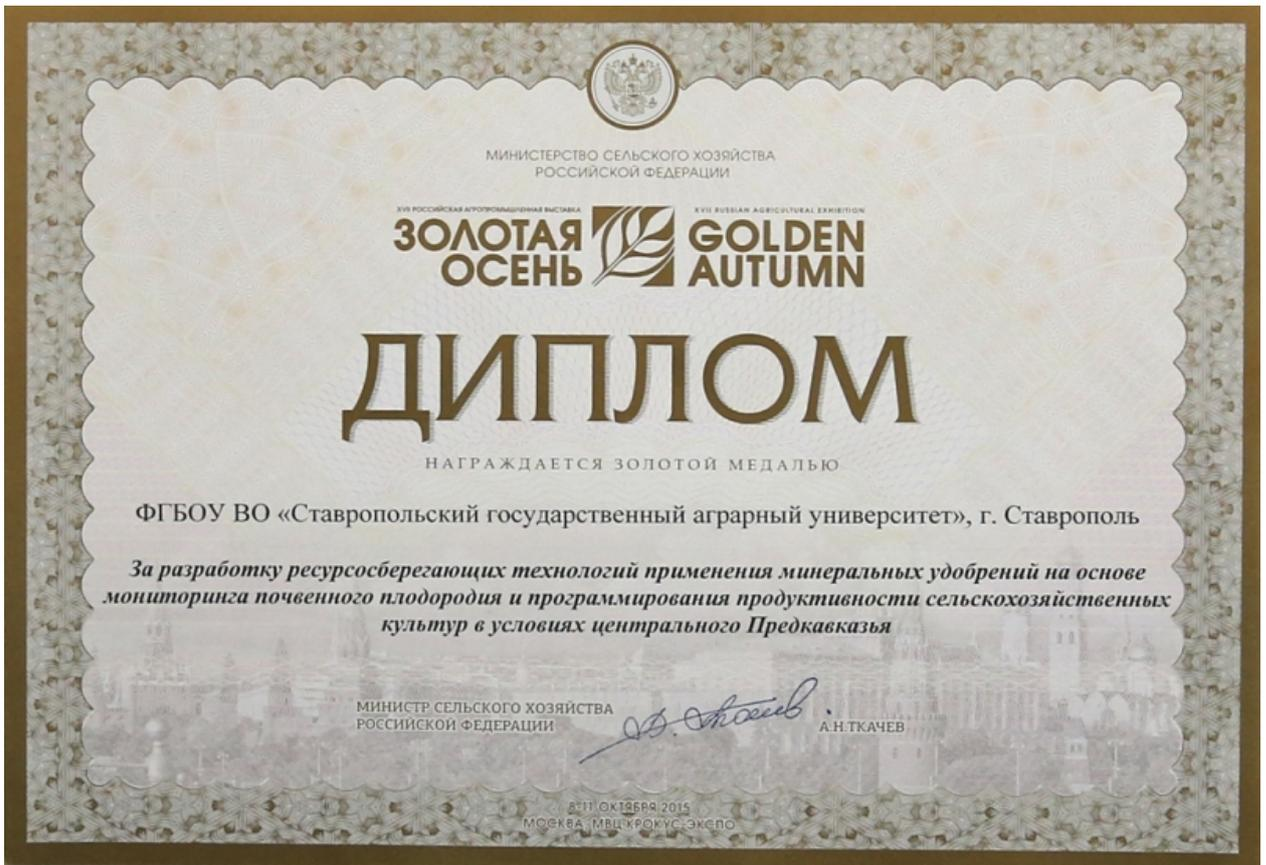 МИНИСТЕРСТВО СЕЛЬСКОГО ХОЗЯЙСТВА
РОССИЙСКОЙ ФЕДЕРАЦИИ
XVII РОССИЙСКАЯ АГРОПРОМЫШЛЕННАЯ ВЫСТАВКА
ЗОЛОТАЯ
ОСЕНЬ
XVII RUSSIAN AGRICULTURAL EXHIBITION
GOLDEN
AUTUMN
ДИПЛОМ
НАГРАЖДАЕТСЯ ЗОЛОТОЙ МЕДАЛЬЮ
ФГБОУ ВО «Ставропольский государственный аграрный университет», г. Ставрополь
За разработку ресурсосберегающих технологий применения минеральных удобрений на основе
мониторинга почвенного плодородия и программирования продуктивности сельскохозяйственных
культур в условиях центрального Предкавказья
МИНИСТР СЕЛЬСКОГО ХОЗЯЙСТВА
РОССИЙСКОЙ ФЕДЕРАЦИИ
А.Н.ТКАЧЕВ
8-11 ОКТЯБРЯ 2015
МОСКВА, МВЦ КРОКУС-ЭКСПО